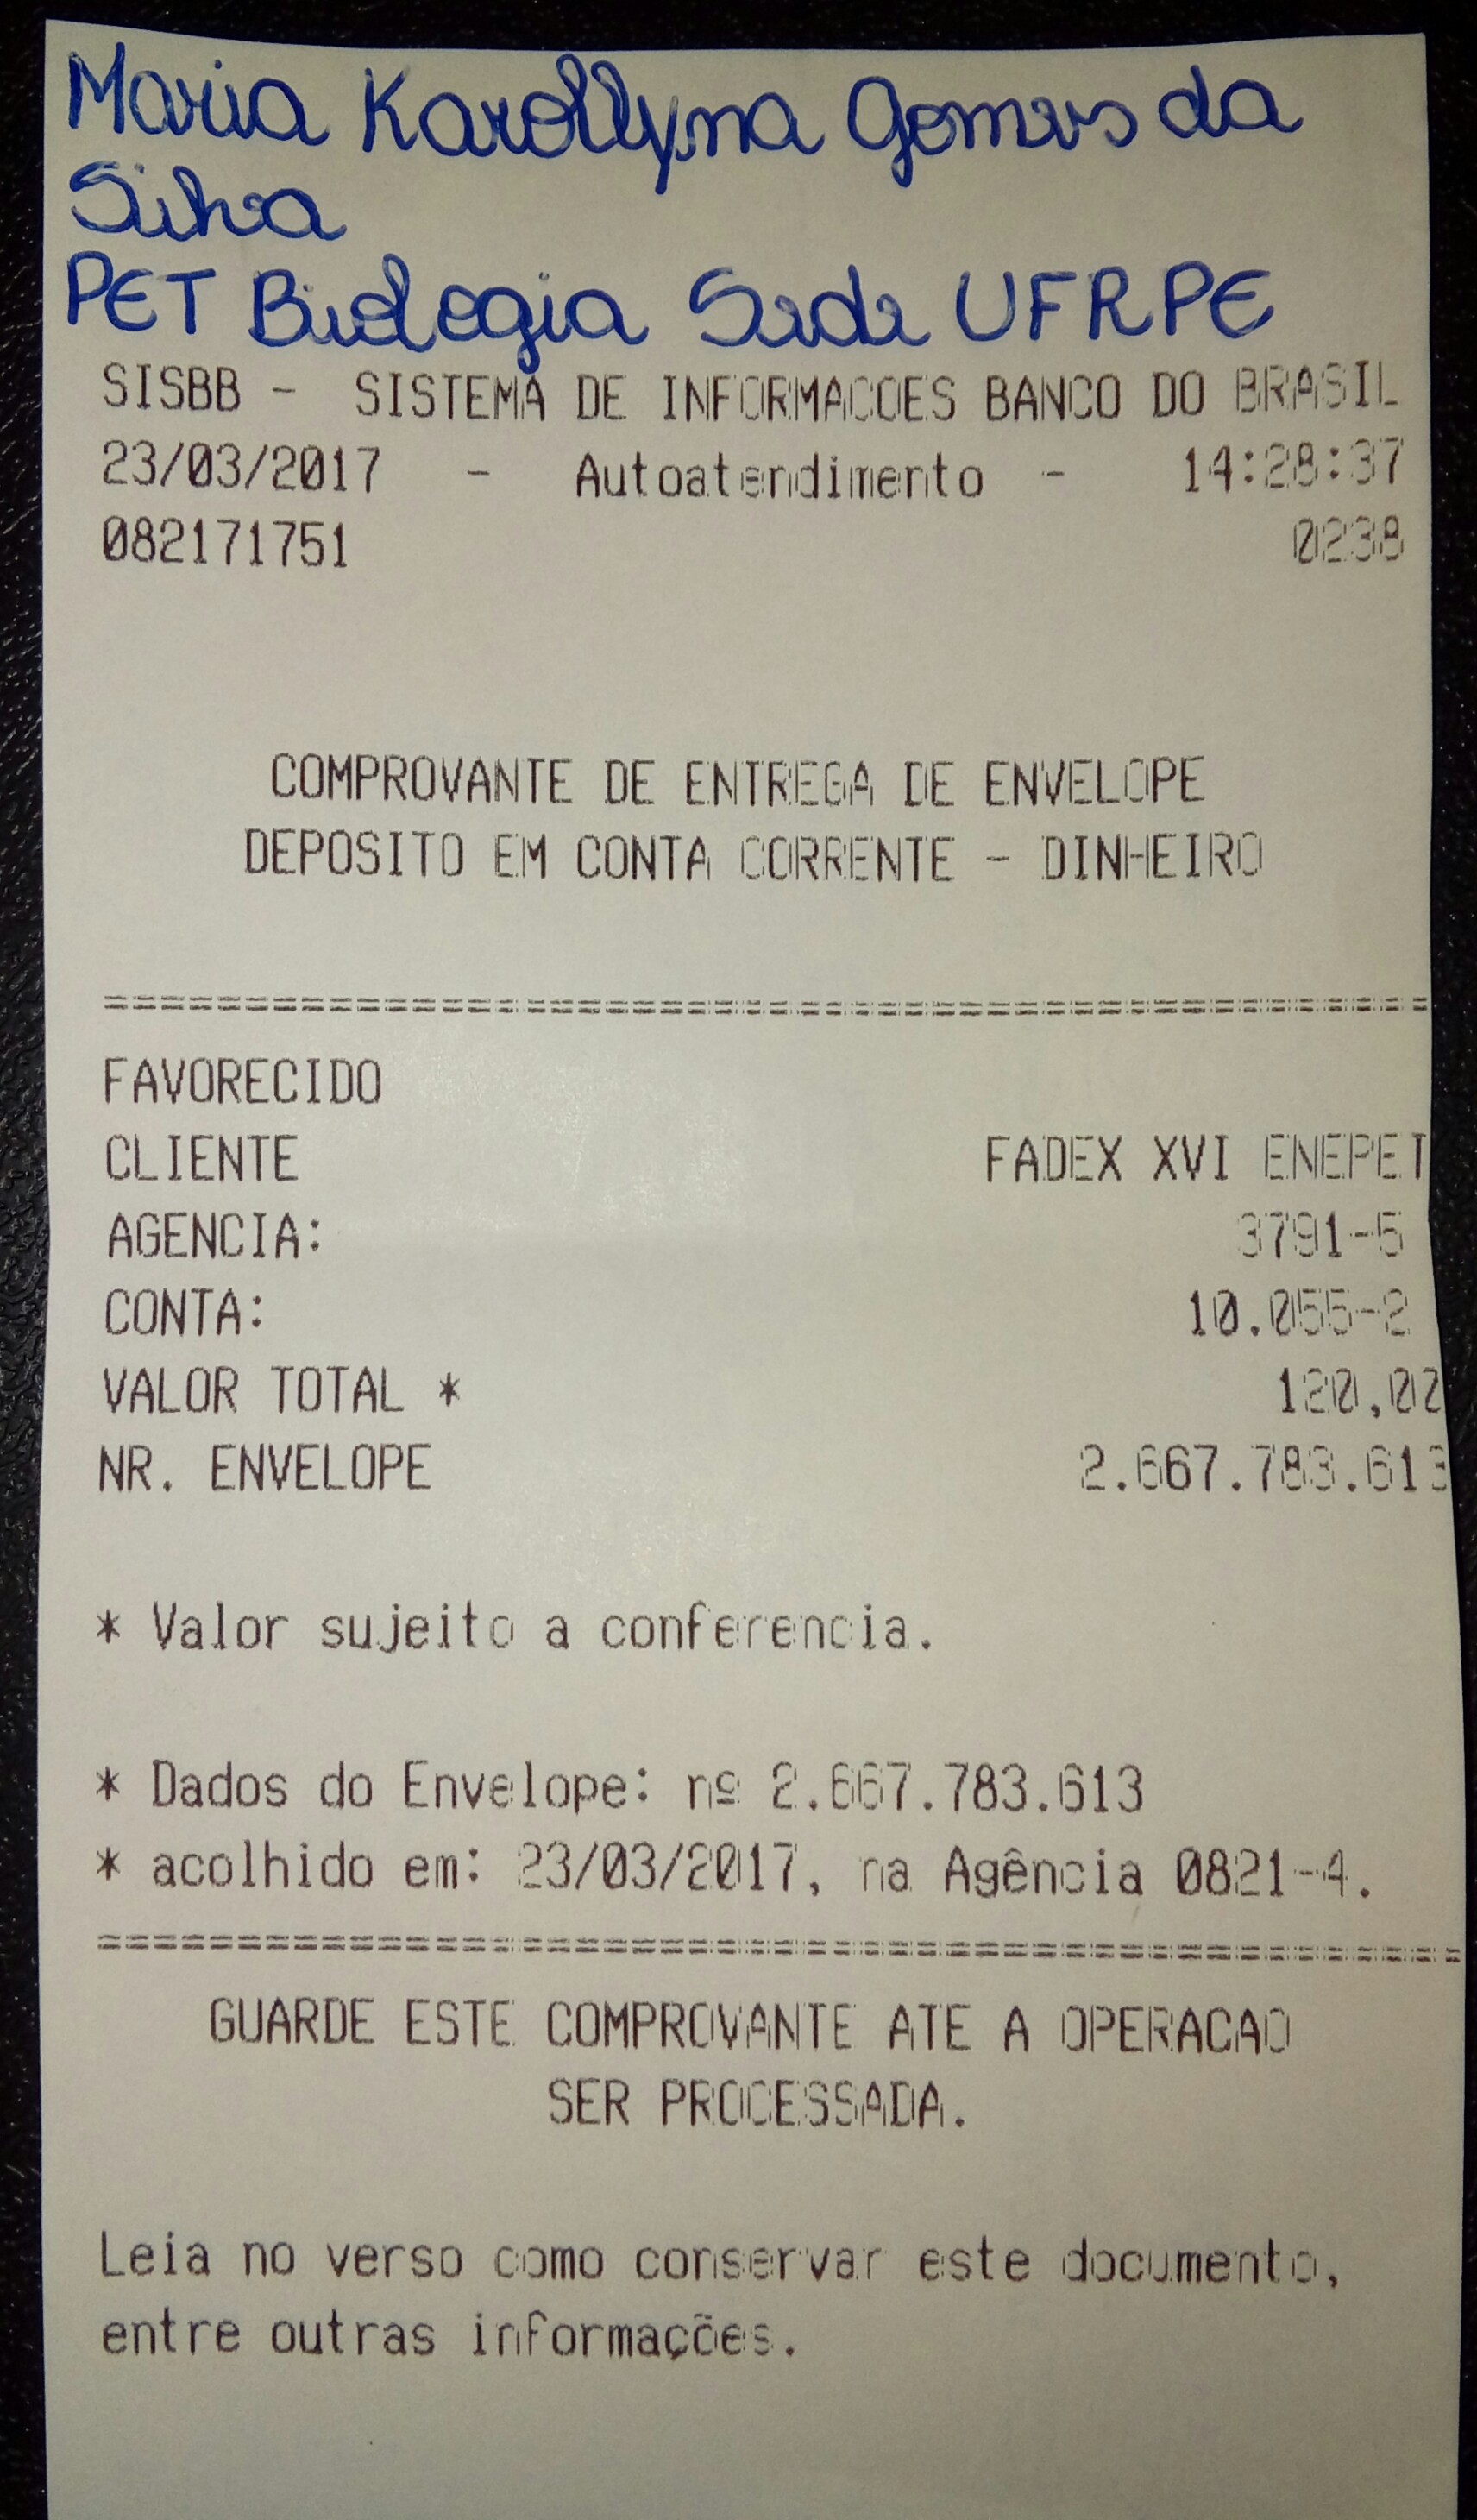 Maria Karollyna Gomes da
Silva
PET Biologia Sede UFRPE
SISBB - SISTEMA DE INFORMACOES BANCO DO BRASIL
23/03/2017 - Autoatendimento - 14:28:37
082171751 0238
COMPROVANTE DE ENTREGA DE ENVELOPE
DEPOSITO EM CONTA CORRENTE - DINHEIRO
================================================
FAVORECIDO
CLIENTE FADEX XVI ENEPET
AGENCIA: 3791-5
CONTA: 10.055-2
VALOR TOTAL * 120,02
NR. ENVELOPE 2.667.783.613
* Valor sujeito a conferencia.
* Dados do Envelope: nº 2.667.783.613
* acolhido em: 23/03/2017, na Agência 0821-4.
================================================
GUARDE ESTE COMPROVANTE ATE A OPERACAO
SER PROCESSADA.
Leia no verso como conservar este documento,
entre outras informações.